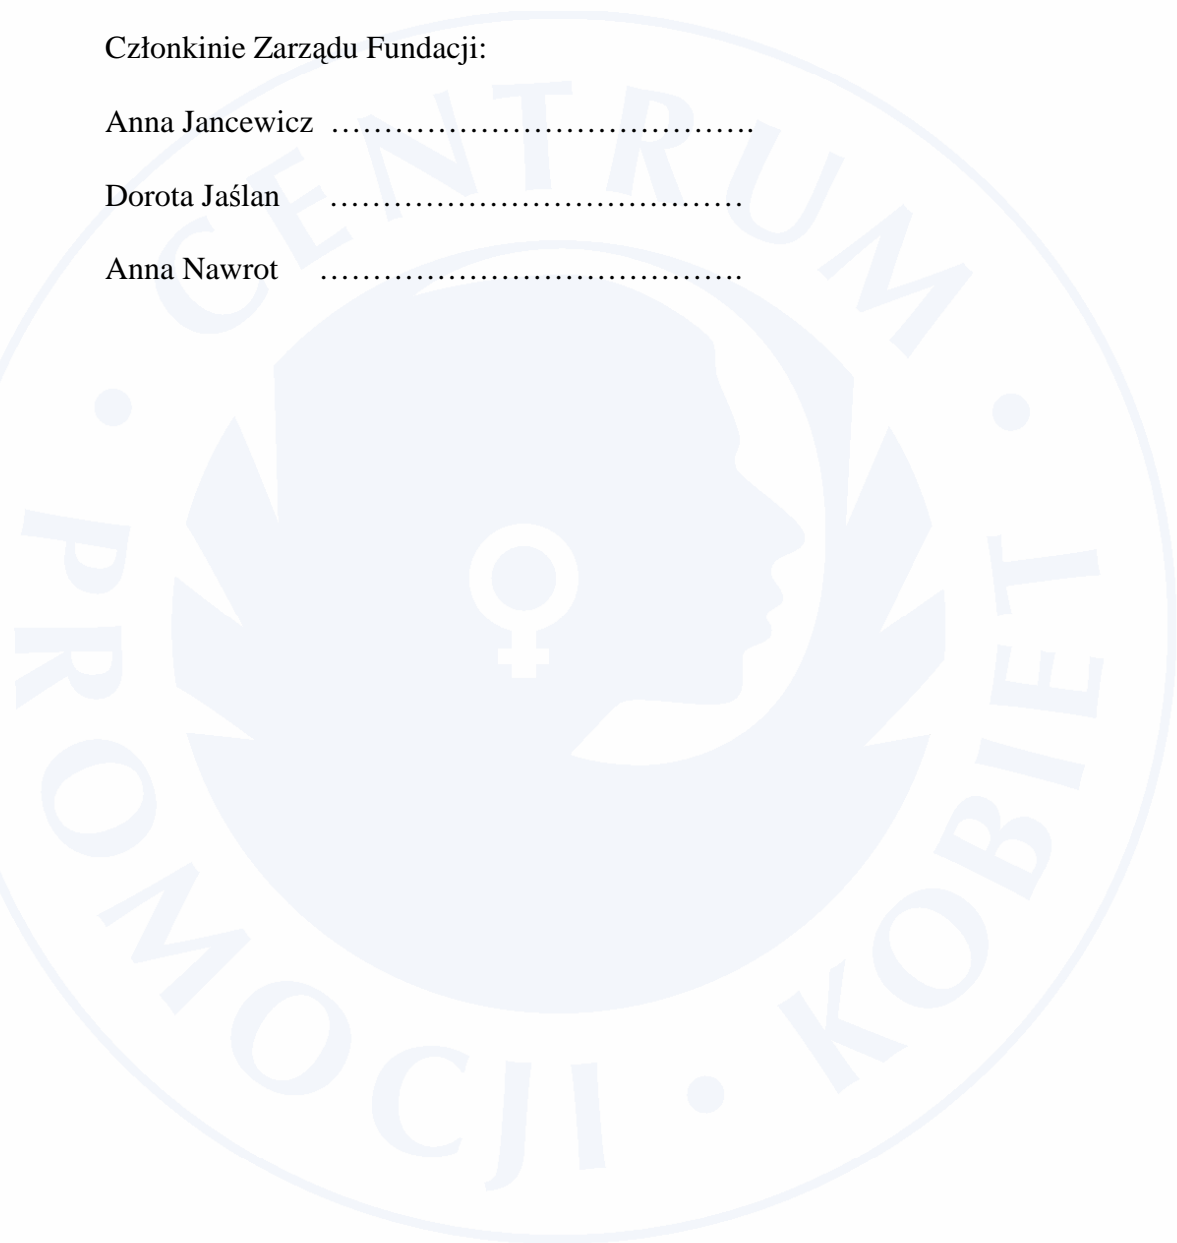 Członkinie Zarządu Fundacji:
Anna Jancewicz …………………………………….
Dorota Jaślan ……………………………………
Anna Nawrot …………………………………….
CENTRUM • PROMOCJI • KOBIET •